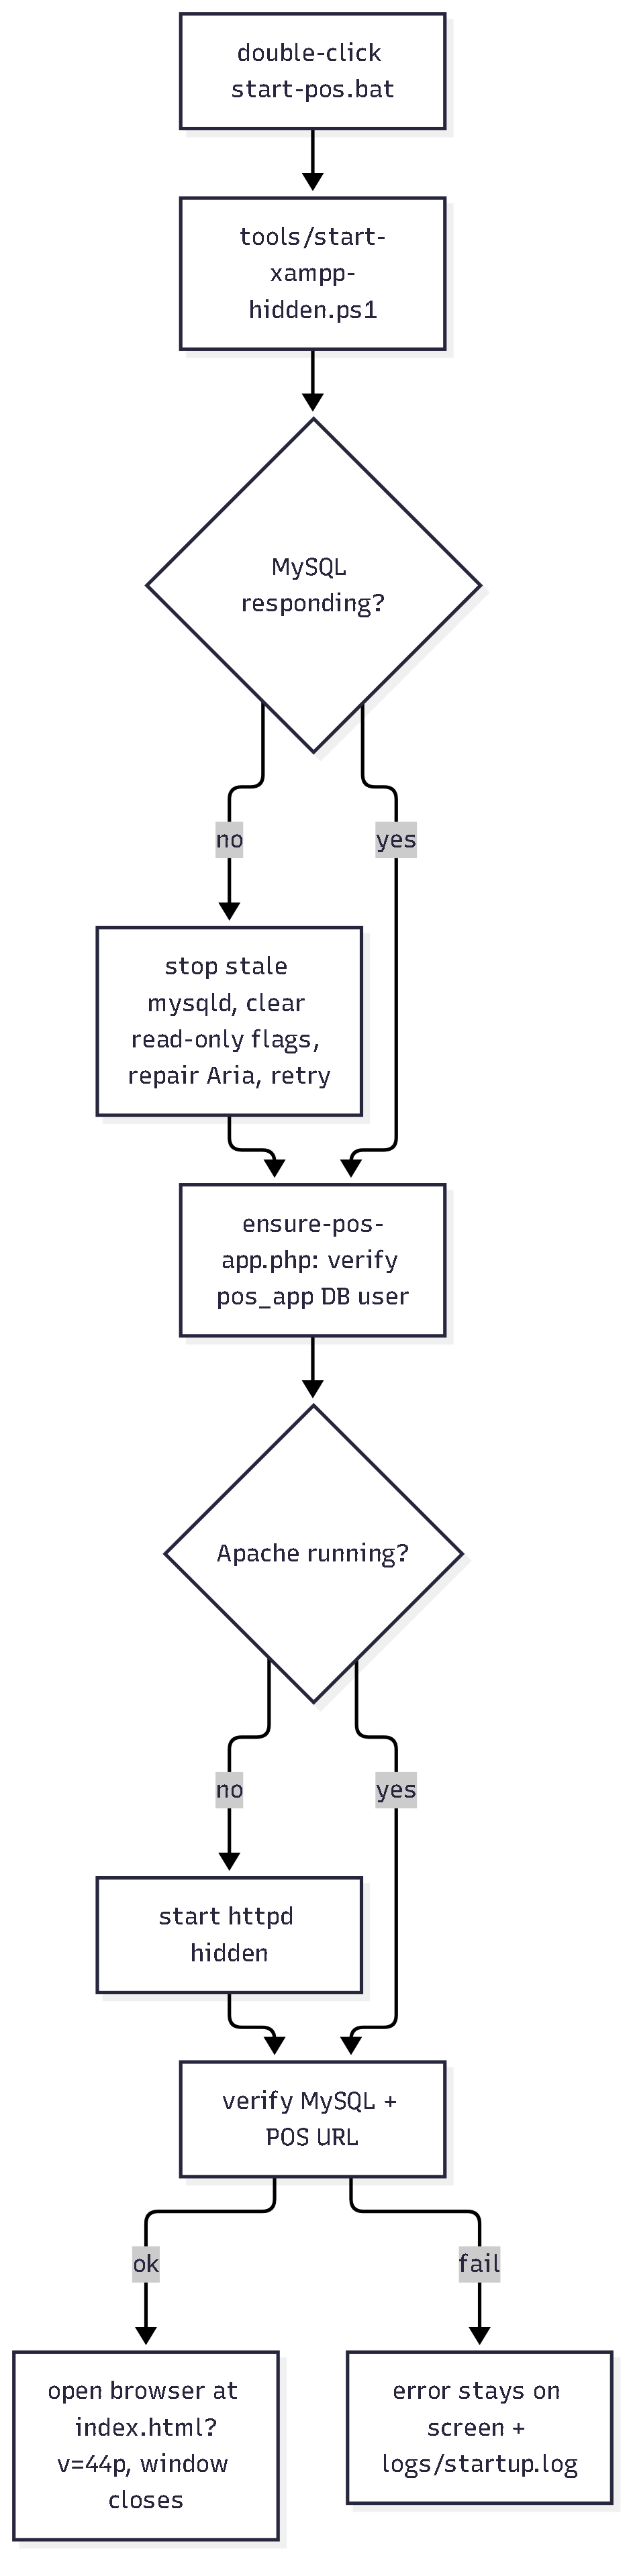 double-click
start-pos.bat
tools/start-
xampp-
hidden.ps1
MySQL
responding?
no
yes
stop stale
mysqld, clear
read-only flags,
repair Aria, retry
ensure-pos-
app.php: verify
pos_app DB user
Apache running?
no
yes
start httpd
hidden
verify MySQL +
POS URL
ok
fail
open browser at
index.html?
v=44p, window
closes
error stays on
screen +
logs/startup.log